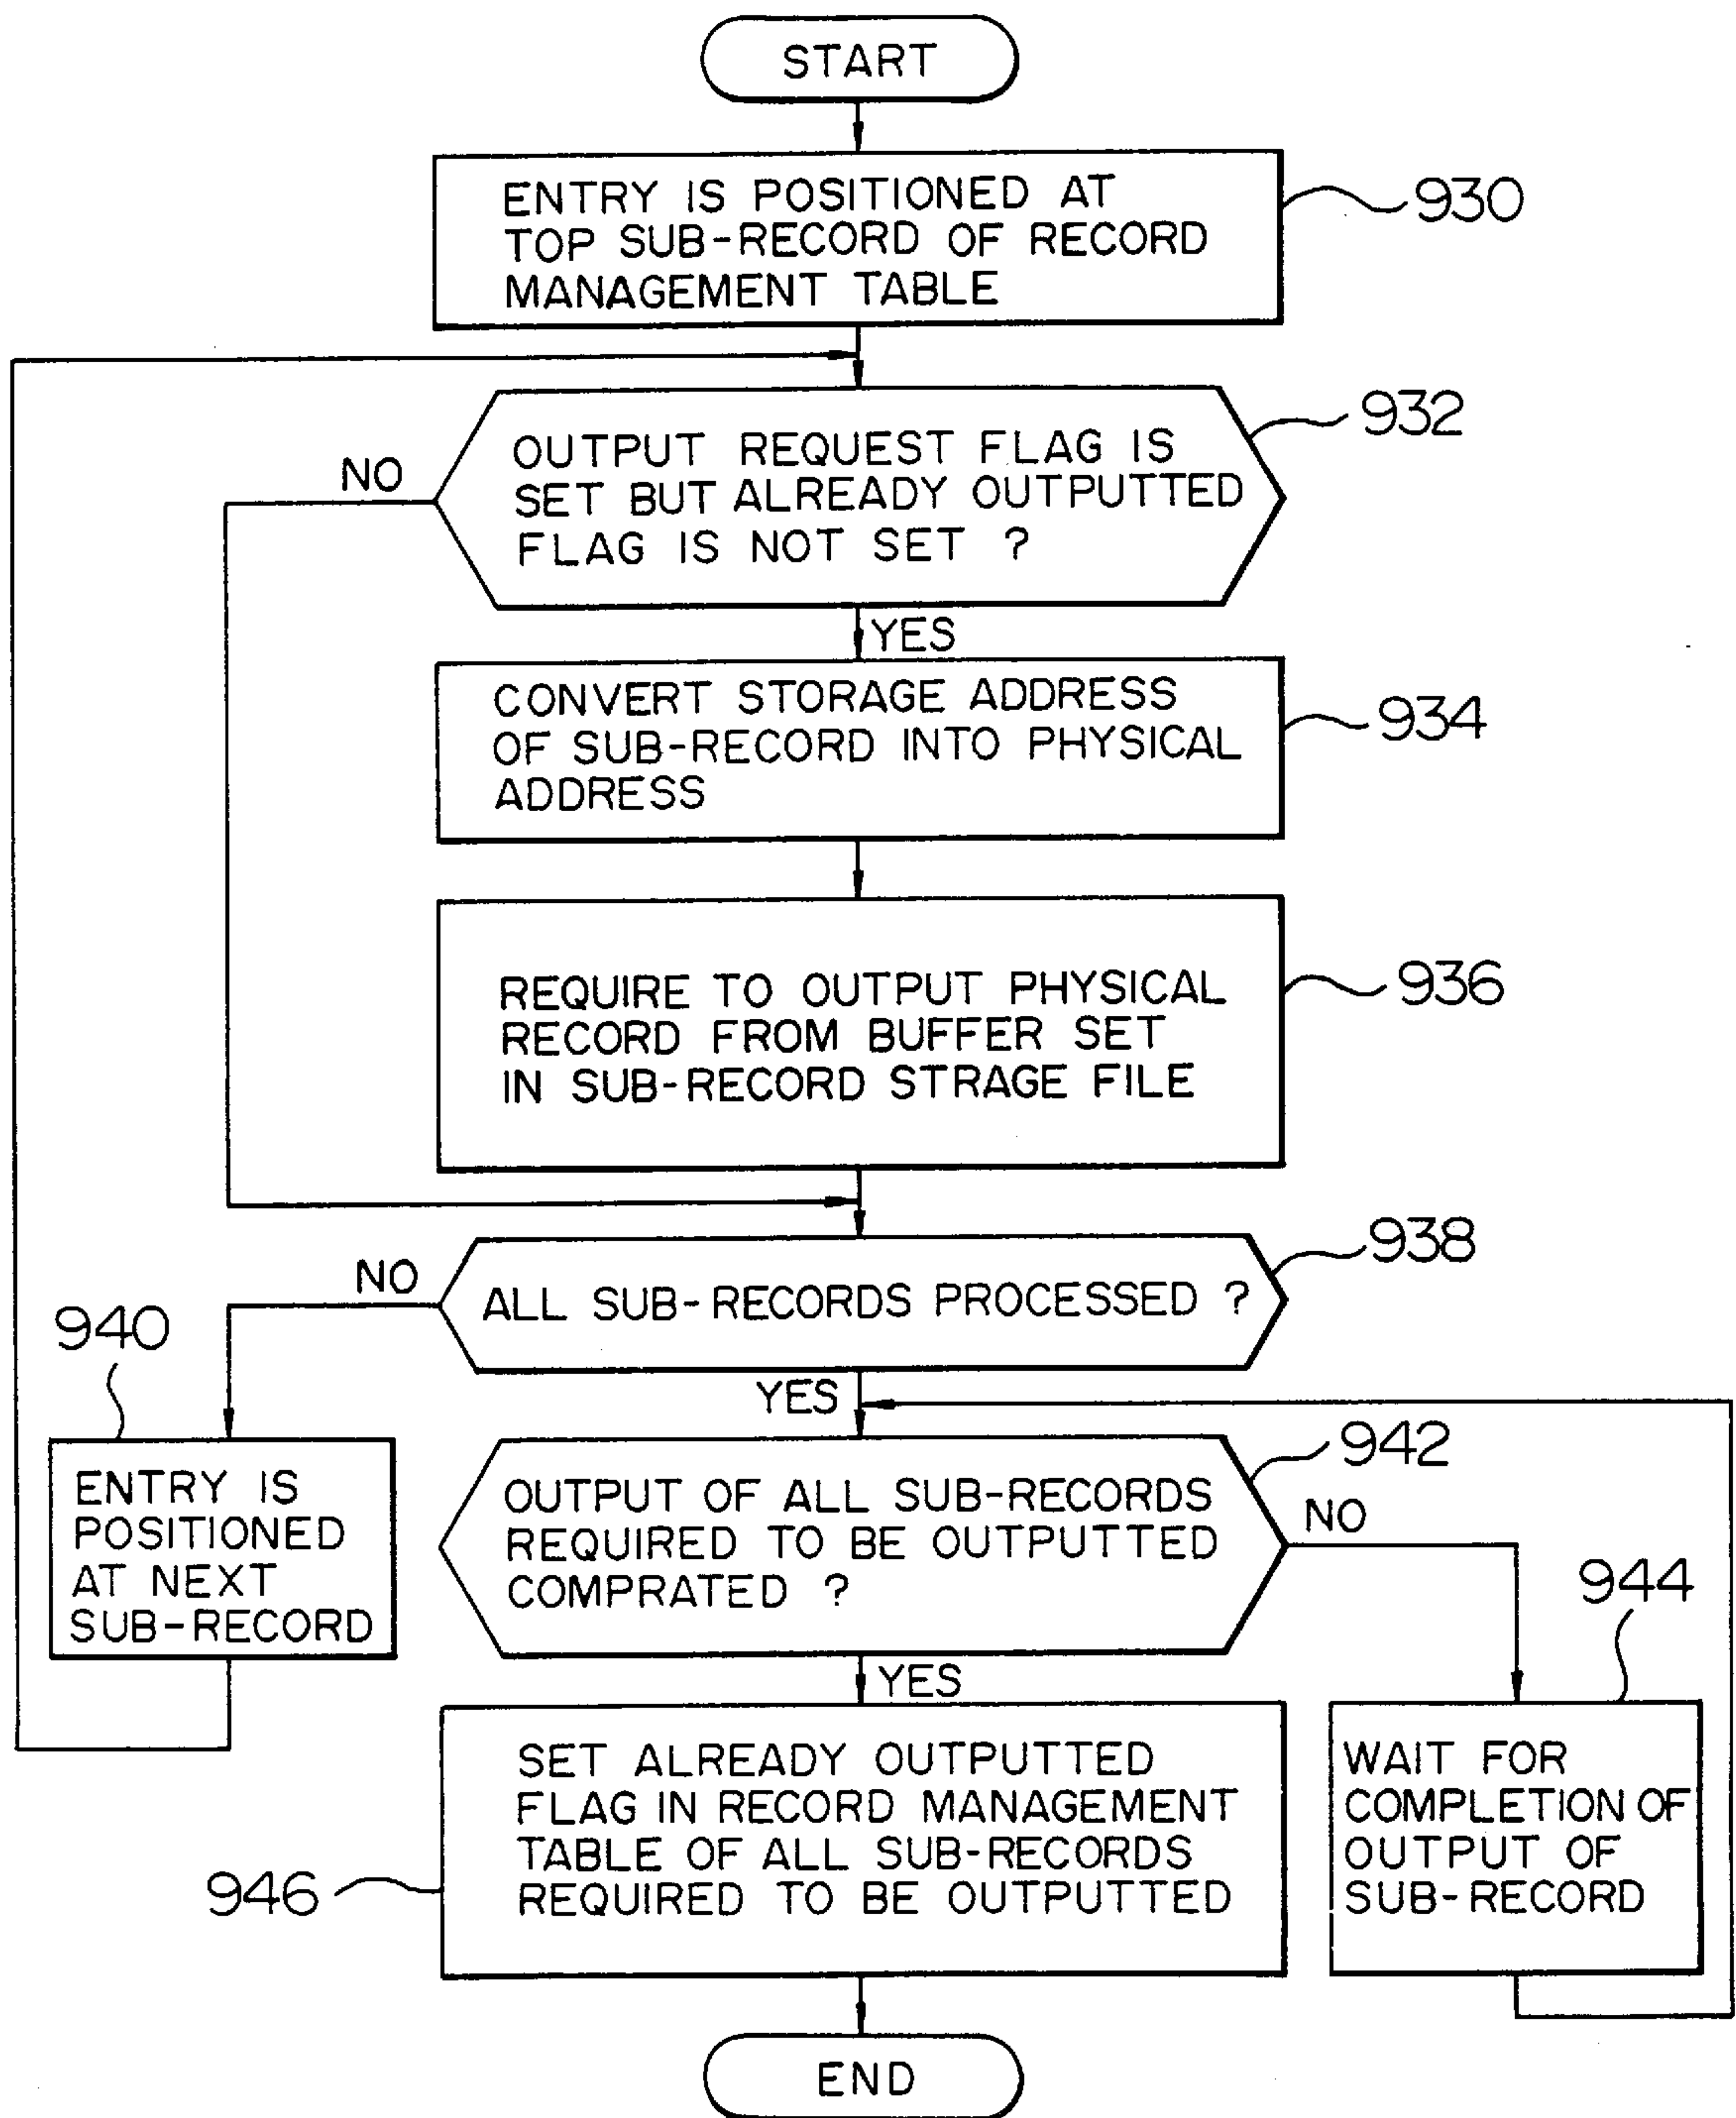 START
ENTRY IS POSITIONED AT
TOP SUB-RECORD OF RECORD
MANAGEMENT TABLE
930
OUTPUT REQUEST FLAG IS
SET BUT ALREADY OUTPUTTED
FLAG IS NOT SET ?
932
NO
YES
CONVERT STORAGE ADDRESS
OF SUB-RECORD INTO PHYSICAL
ADDRESS
934
REQUIRE TO OUTPUT PHYSICAL
RECORD FROM BUFFER SET
IN SUB-RECORD STRAGE FILE
936
ALL SUB-RECORDS PROCESSED ?
938
NO
YES
940
ENTRY IS
POSITIONED
AT NEXT
SUB-RECORD
OUTPUT OF ALL SUB-RECORDS
REQUIRED TO BE OUTPUTTED
COMPRATED ?
942
NO
YES
944
WAIT FOR
COMPLETION OF
OUTPUT OF
SUB-RECORD
SET ALREADY OUTPUTTED
FLAG IN RECORD MANAGEMENT
TABLE OF ALL SUB-RECORDS
REQUIRED TO BE OUTPUTTED
946
END